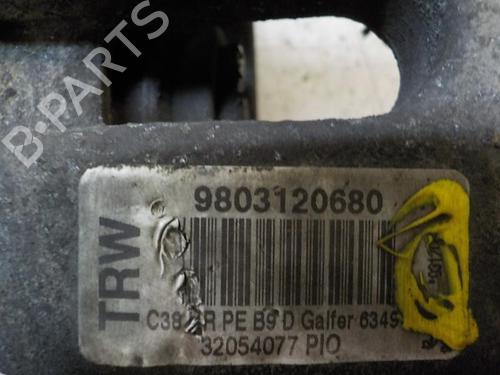 B-PARTS
TRW
9803120680
PE B9 D Galfer
32054077 PIO